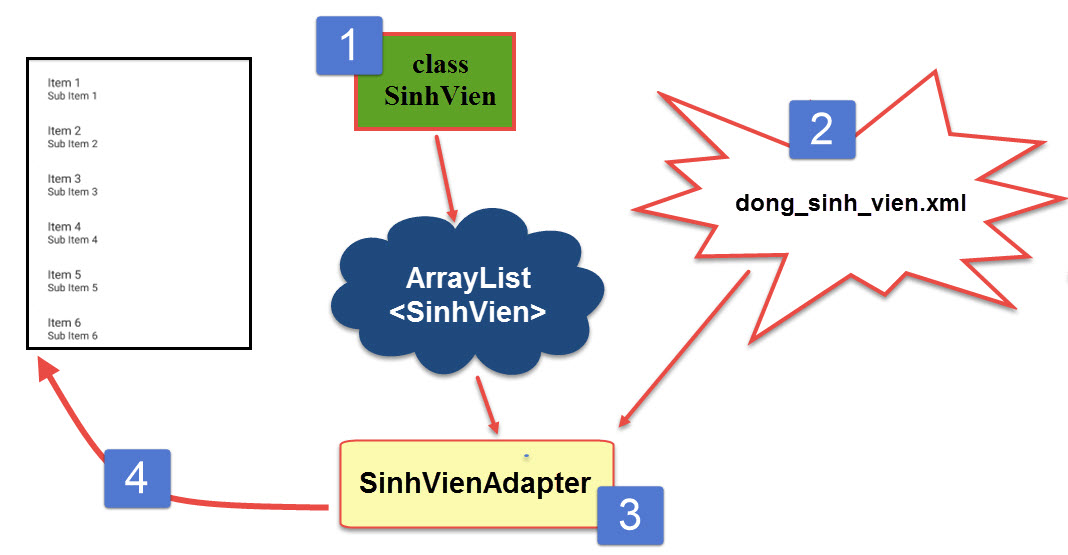 1
class
SinhVien
2
dong_sinh_vien.xml
Item 1
Sub Item 1
Item 2
Sub Item 2
Item 3
Sub Item 3
Item 4
Sub Item 4
Item 5
Sub Item 5
Item 6
Sub Item 6
ArrayList
<SinhVien>
SinhVienAdapter
3
4